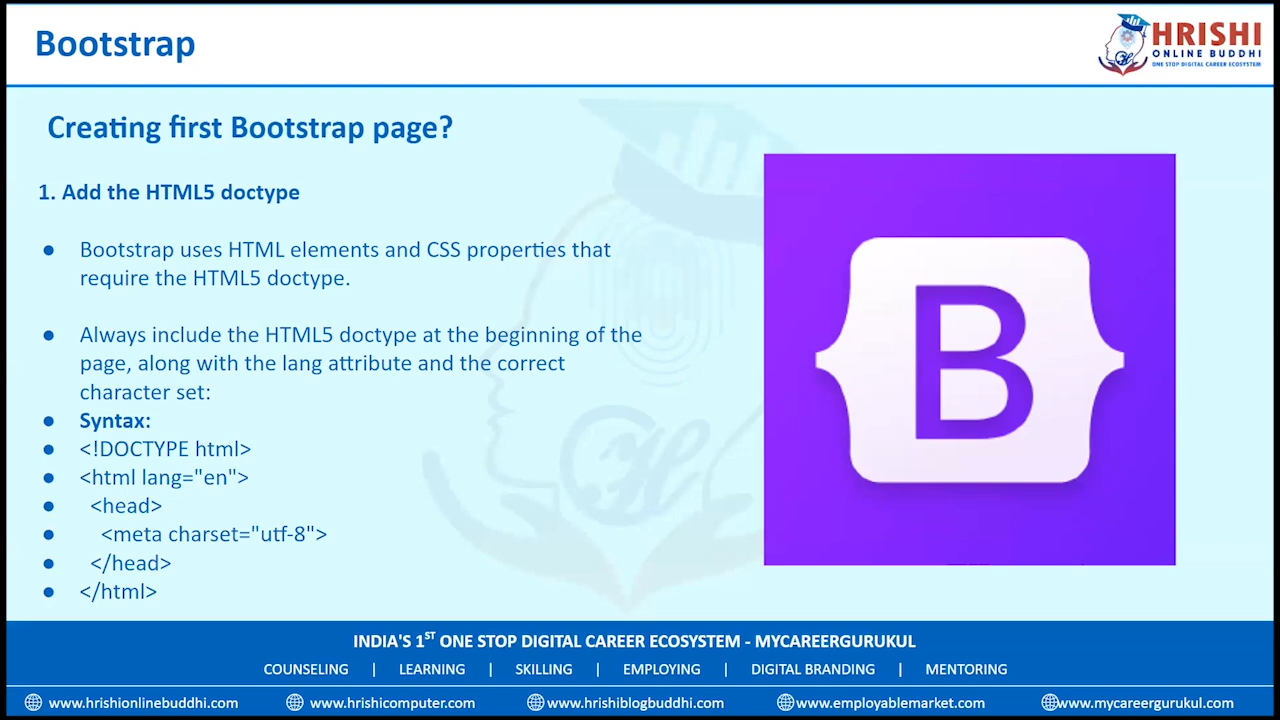 Bootstrap
HRISHI
ONLINE BUDDHI
ONE STOP DIGITAL CAREER ECOSYSTEM
Creating first Bootstrap page?
1. Add the HTML5 doctype
● Bootstrap uses HTML elements and CSS properties that
require the HTML5 doctype.
● Always include the HTML5 doctype at the beginning of the
page, along with the lang attribute and the correct
character set:
● Syntax:
● <!DOCTYPE html>
● <html lang="en">
● <head>
● <meta charset="utf-8">
● </head>
● </html>
B
INDIA'S 1ST ONE STOP DIGITAL CAREER ECOSYSTEM - MYCAREERGURUKUL
COUNSELING | LEARNING | SKILLING | EMPLOYING | DIGITAL BRANDING | MENTORING
www.hrishionlinebuddhi.com www.hrishicomputer.com www.hrishiblogbuddhi.com www.employablemarket.com www.mycareergurukul.com